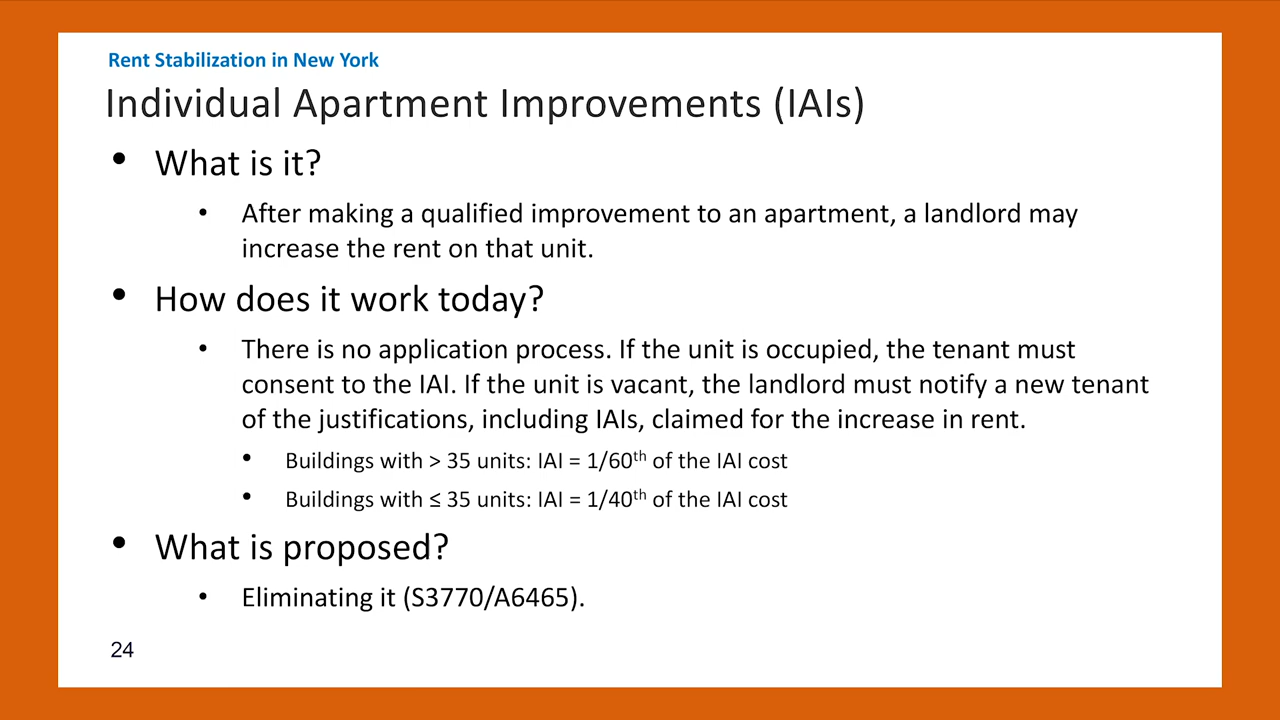 Rent Stabilization in New York
Individual Apartment Improvements (IAIs)
• What is it?
• After making a qualified improvement to an apartment, a landlord may
increase the rent on that unit.
• How does it work today?
• There is no application process. If the unit is occupied, the tenant must
consent to the IAI. If the unit is vacant, the landlord must notify a new tenant
of the justifications, including IAIs, claimed for the increase in rent.
• Buildings with > 35 units: IAI = 1/60th of the IAI cost
• Buildings with ≤ 35 units: IAI = 1/40th of the IAI cost
• What is proposed?
• Eliminating it (S3770/A6465).
24